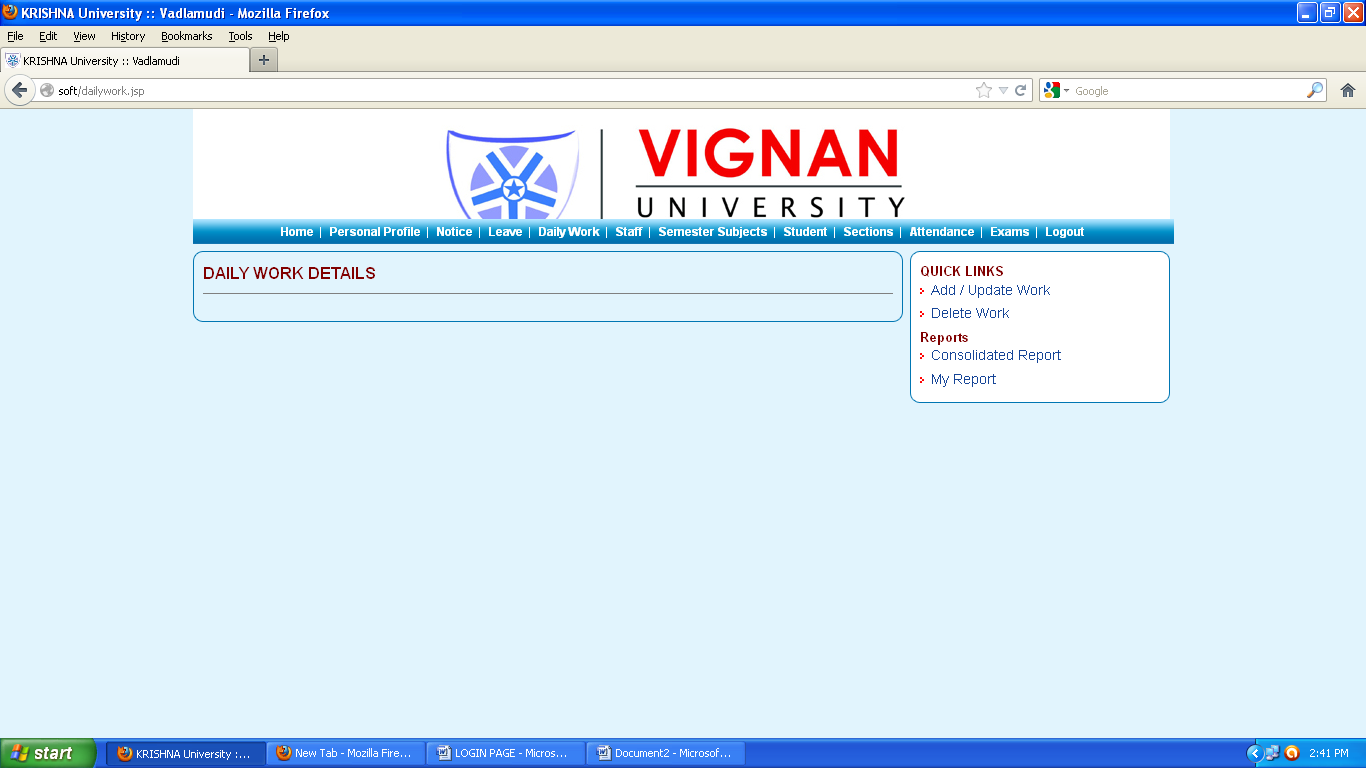 KRISHNA University :: Vadlamudi - Mozilla Firefox
File Edit View History Bookmarks Tools Help
KRISHNA University :: Vadlamudi
soft/dailywork.jsp
Google
VIGNAN
UNIVERSITY
Home | Personal Profile | Notice | Leave | Daily Work | Staff | Semester Subjects | Student | Sections | Attendance | Exams | Logout
DAILY WORK DETAILS
QUICK LINKS
Add / Update Work
Delete Work
Reports
Consolidated Report
My Report
start KRISHNA University :... New Tab - Mozilla Fire... LOGIN PAGE - Micros... Document2 - Microsof... 2:41 PM